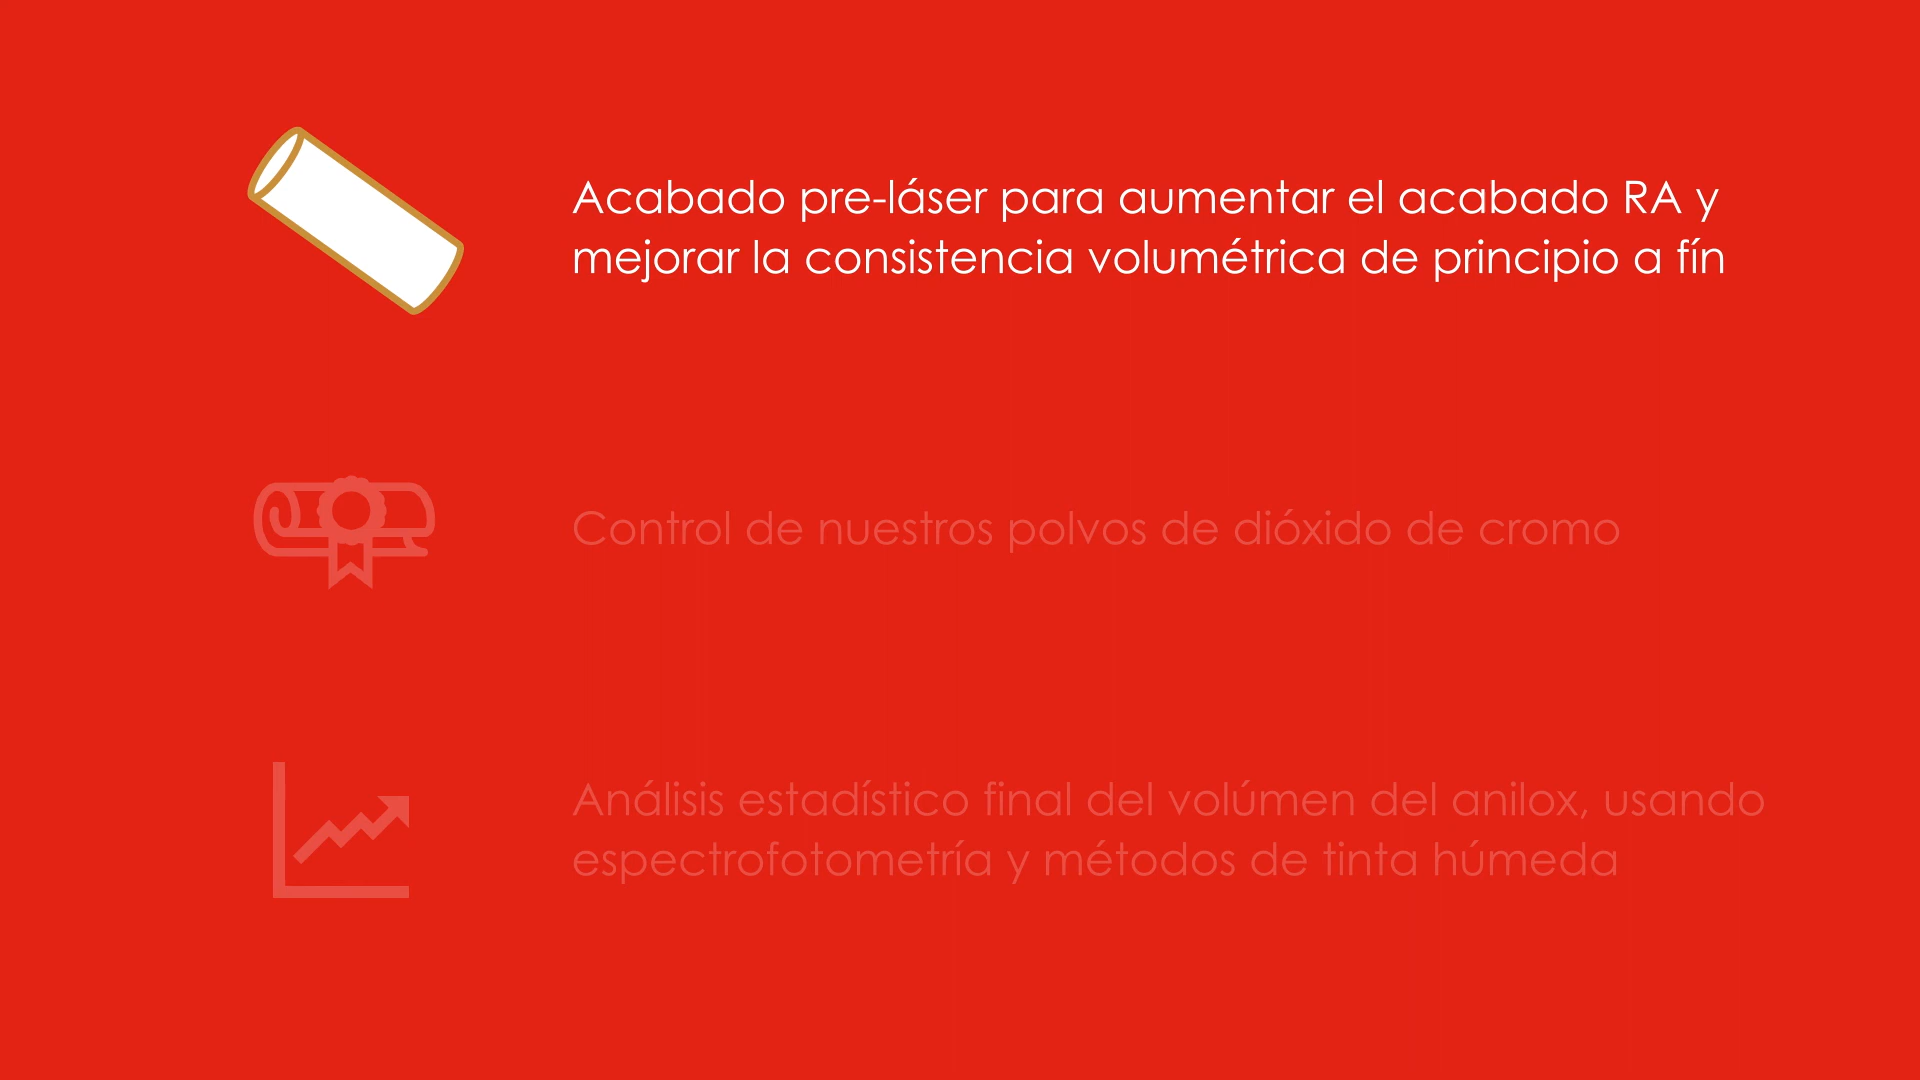 Acabado pre-láser para aumentar el acabado RA y
mejorar la consistencia volumétrica de principio a fín
Control de nuestros polvos de dióxido de cromo
Análisis estadístico final del volúmen del anilox, usando
espectrofotometría y métodos de tinta húmeda